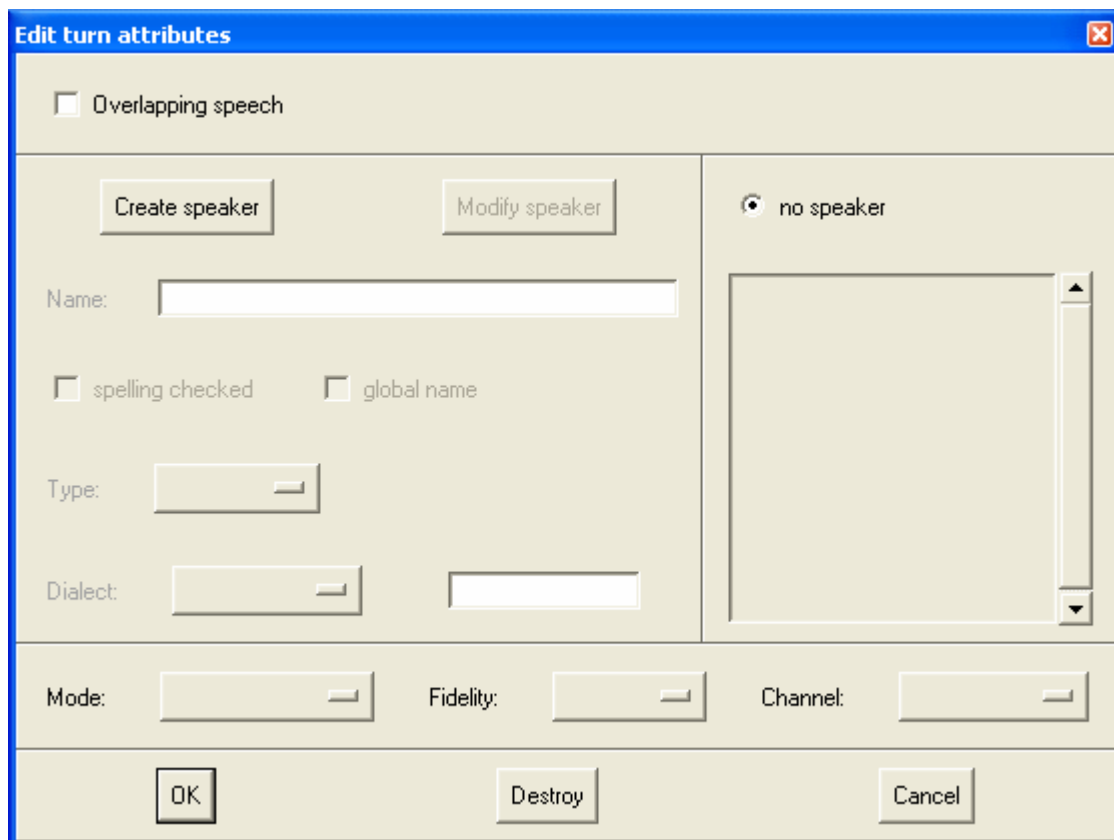 Edit turn attributes
Overlapping speech
Create speaker
Modify speaker
no speaker
Name:
spelling checked
global name
Type:
Dialect:
Mode:
Fidelity:
Channel:
OK
Destroy
Cancel